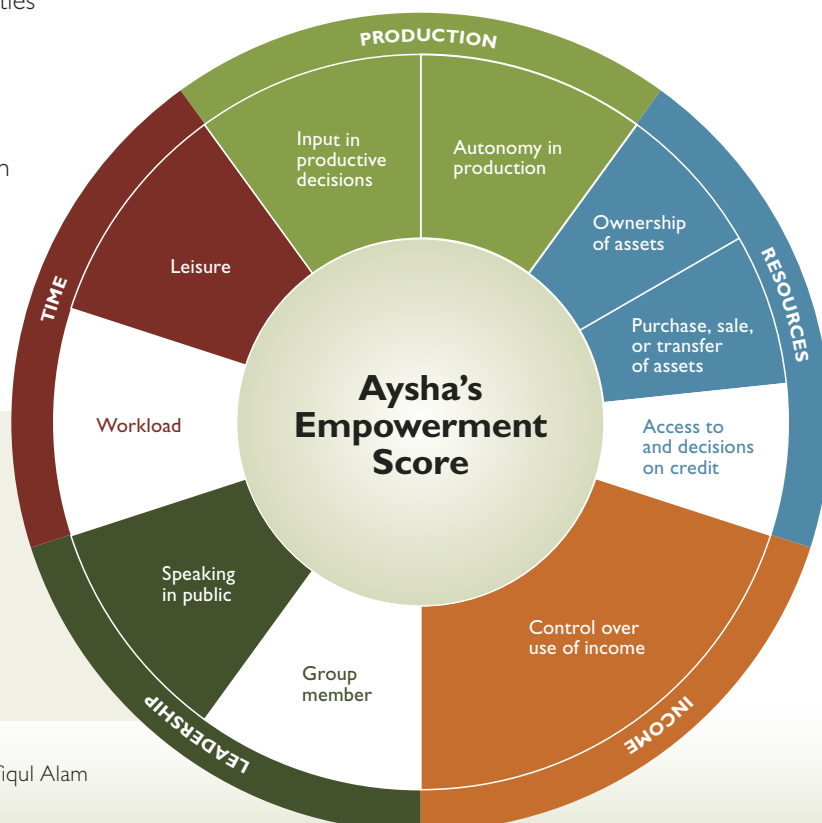 PRODUCTION
Input in
productive
decisions
Autonomy in
production
Ownership
of assets
RESOURCES
Purchase, sale,
or transfer
of assets
Access to
and decisions
on credit
Control over
use of income
INCOME
Group
member
LEADERSHIP
Speaking
in public
Workload
TIME
Leisure
Aysha's
Empowerment
Score